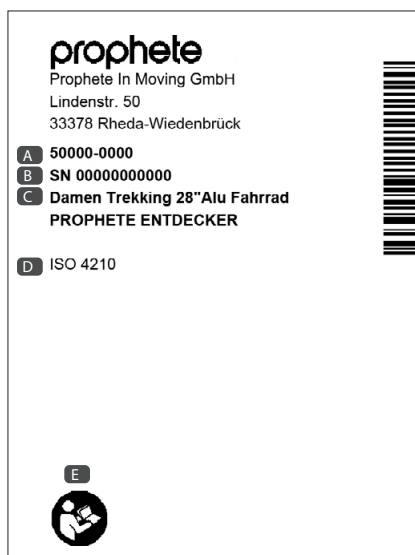 prophete
Prophete In Moving GmbH
Lindenstr. 50
33378 Rheda-Wiedenbrück
A 50000-0000
B SN 00000000000
C Damen Trekking 28"Alu Fahrrad
PROPHETE ENTDECKER
D ISO 4210
E